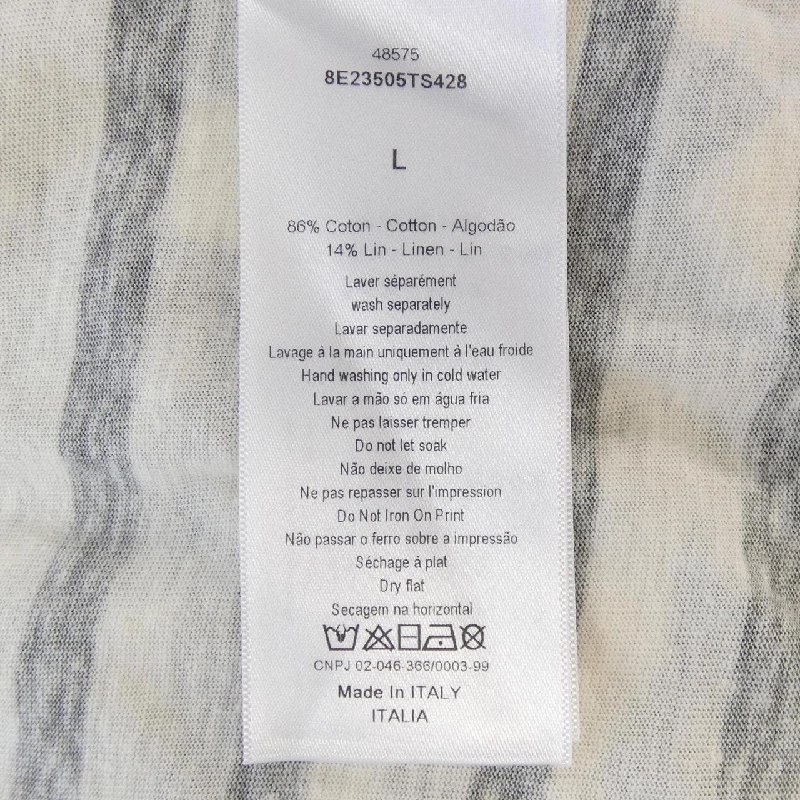 48575
8E23505TS428
L
86% Coton - Cotton - Algodão
14% Lin - Linen - Lin
Laver séparément
wash separately
Lavar separadamente
Lavage à la main uniquement à l'eau froide
Hand washing only in cold water
Lavar a mão só em água fria
Ne pas laisser tremper
Do not let soak
Não deixe de molho
Ne pas repasser sur l'impression
Do Not Iron On Print
Não passar o ferro sobre a impressão
Séchage à plat
Dry flat
Secagem na horizontal
CNPJ 02-046-366/0003-99
Made In ITALY
ITALIA